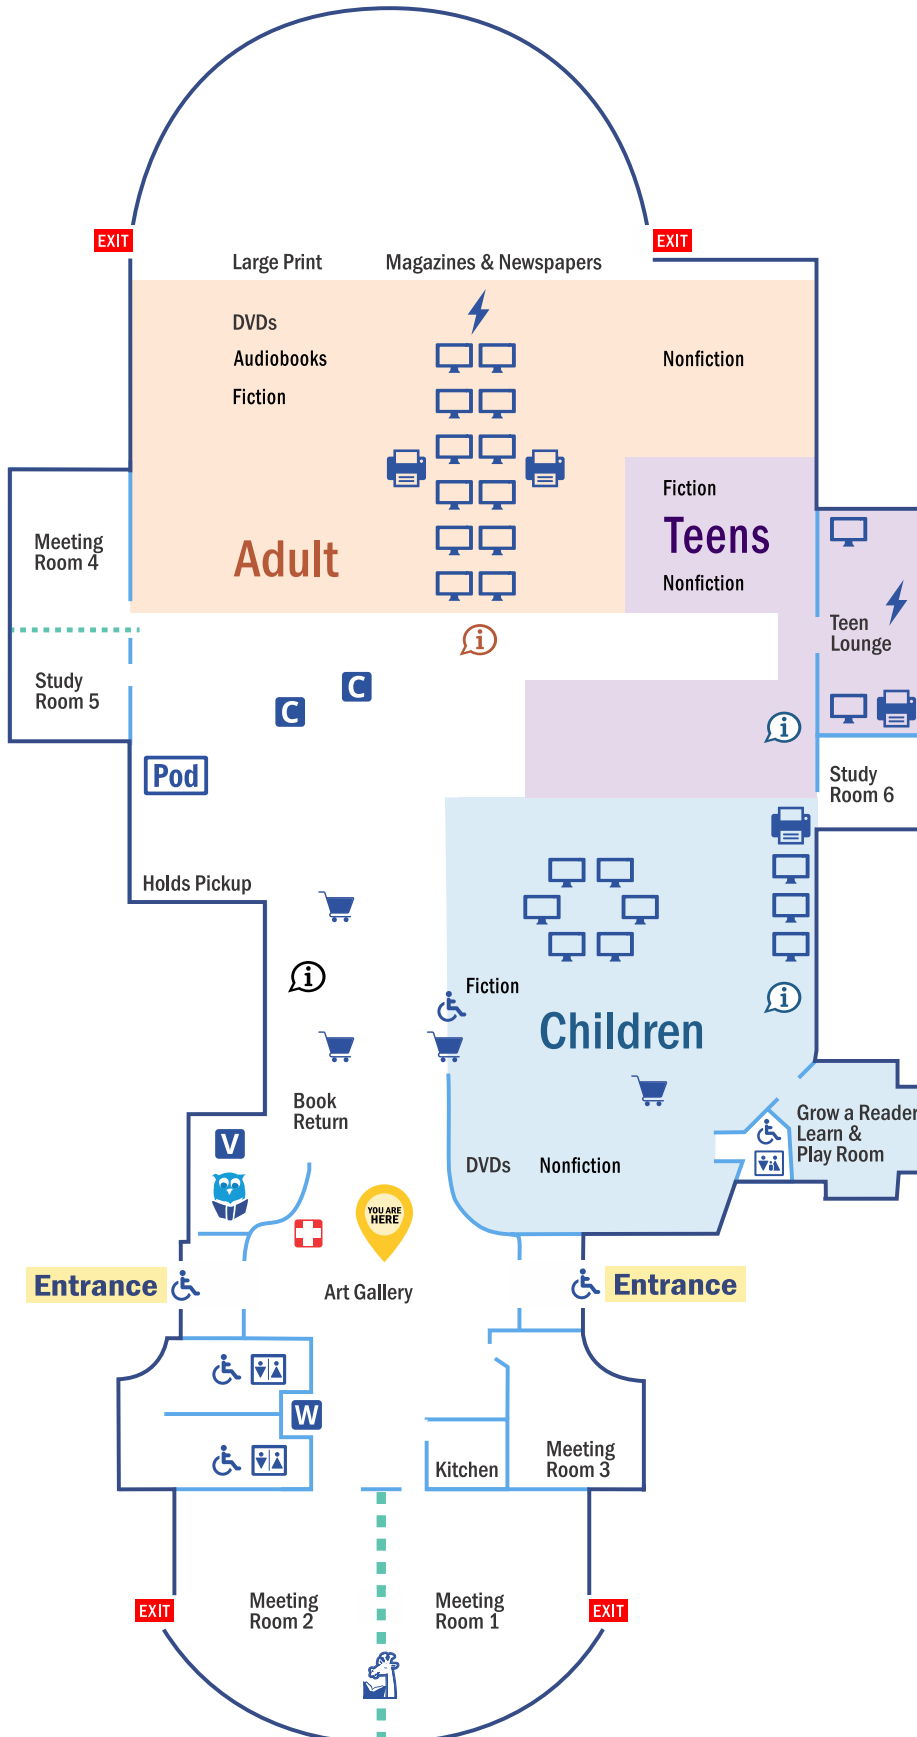 EXIT
EXIT
Large Print
Magazines & Newspapers
DVDs
Audiobooks
Nonfiction
Fiction
Fiction
Teens
Nonfiction
Adult
Meeting
Room 4
Teen
Lounge
i
Study
Room 5
C
C
i
Pod
Study
Room 6
Holds Pickup
i
Fiction
i
Children
Book
Return
Grow a Reader
Learn &
Play Room
V
DVDs
Nonfiction
YOU ARE
HERE
Entrance
Art Gallery
Entrance
W
Kitchen
Meeting
Room 3
Meeting
Room 2
Meeting
Room 1
EXIT
EXIT